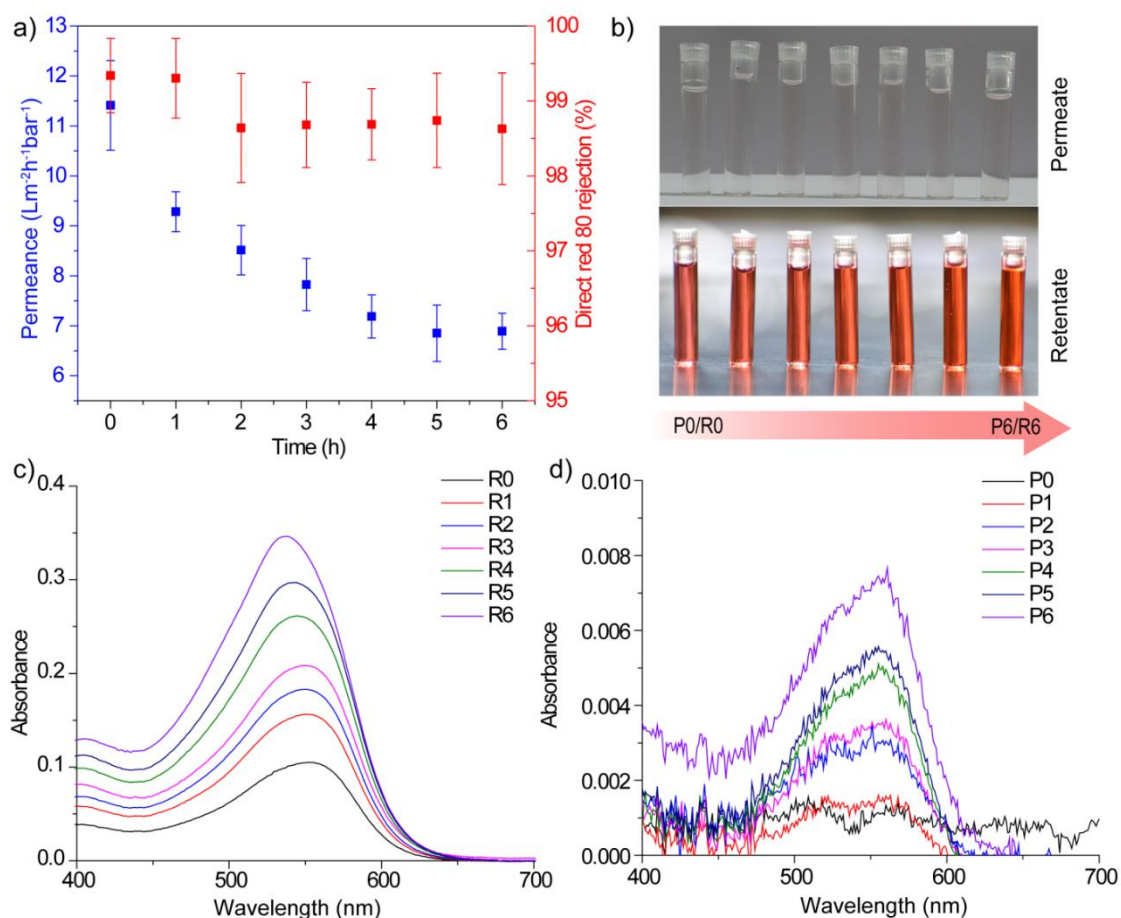 a)
13
12
11
10
9
8
7
6
Permeance (Lm⁻²h⁻¹bar⁻¹)
100
99
98
97
96
95
Direct red 80 rejection (%)
0 1 2 3 4 5 6
Time (h)
b)
Permeate
Retentate
P0/R0 P6/R6
c)
0.4
0.3
0.2
0.1
0.0
Absorbance
R0
R1
R2
R3
R4
R5
R6
400 500 600 700
Wavelength (nm)
d)
0.010
0.008
0.006
0.004
0.002
0.000
Absorbance
P0
P1
P2
P3
P4
P5
P6
400 500 600 700
Wavelength (nm)